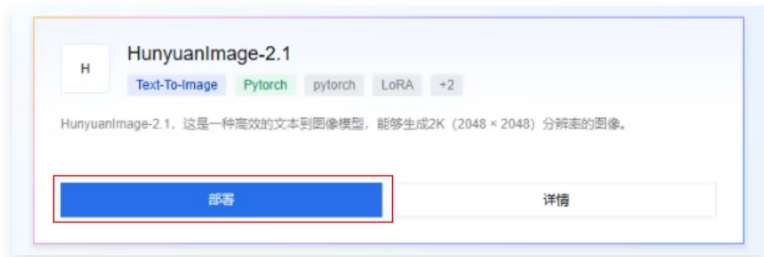 H
HunyuanImage-2.1
Text-To-Image Pytorch pytorch LoRA +2
HunyuanImage-2.1，这是一种高效的文本到图像模型，能够生成2K（2048 × 2048）分辨率的图像。
部署 详情